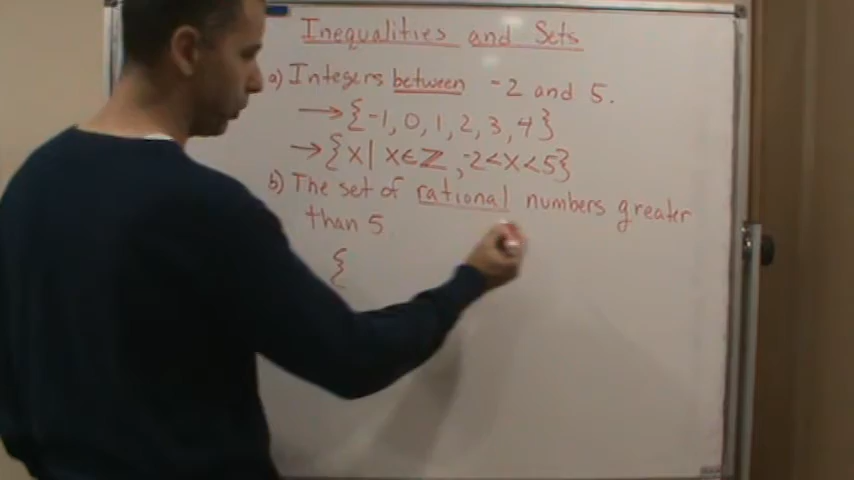 Inequalities and Sets
a) Integers between -2 and 5.
→ {-1, 0, 1, 2, 3, 4}
→ {x | x∈ℤ, -2<x<5}
b) The set of rational numbers greater
than 5
{